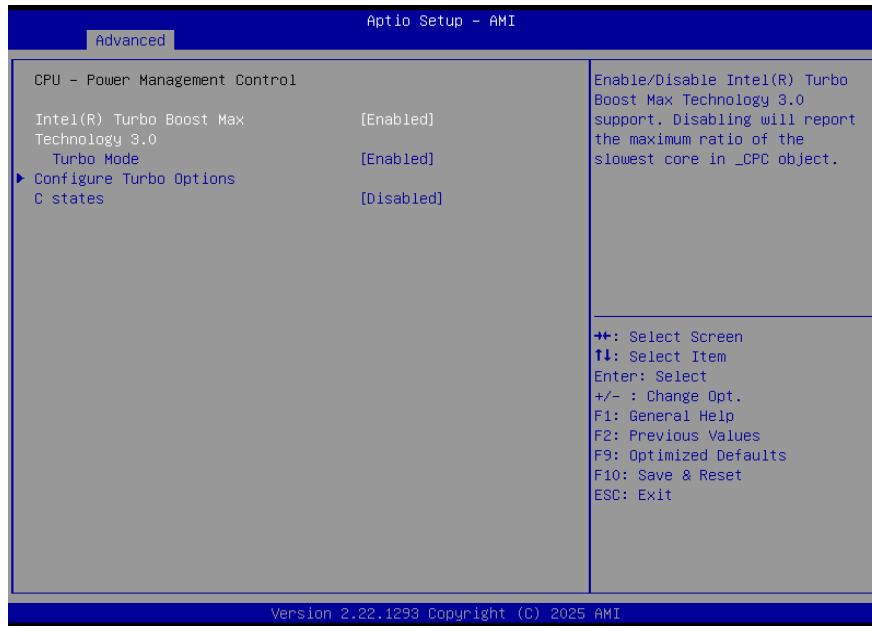 Aptio Setup – AMI
Advanced
CPU – Power Management Control
Intel(R) Turbo Boost Max [Enabled]
Technology 3.0
Turbo Mode [Enabled]
Configure Turbo Options
C states [Disabled]
Enable/Disable Intel(R) Turbo
Boost Max Technology 3.0
support. Disabling will report
the maximum ratio of the
slowest core in _CPC object.
→←: Select Screen
↑↓: Select Item
Enter: Select
+/- : Change Opt.
F1: General Help
F2: Previous Values
F9: Optimized Defaults
F10: Save & Reset
ESC: Exit
Version 2.22.1293 Copyright (C) 2025 AMI